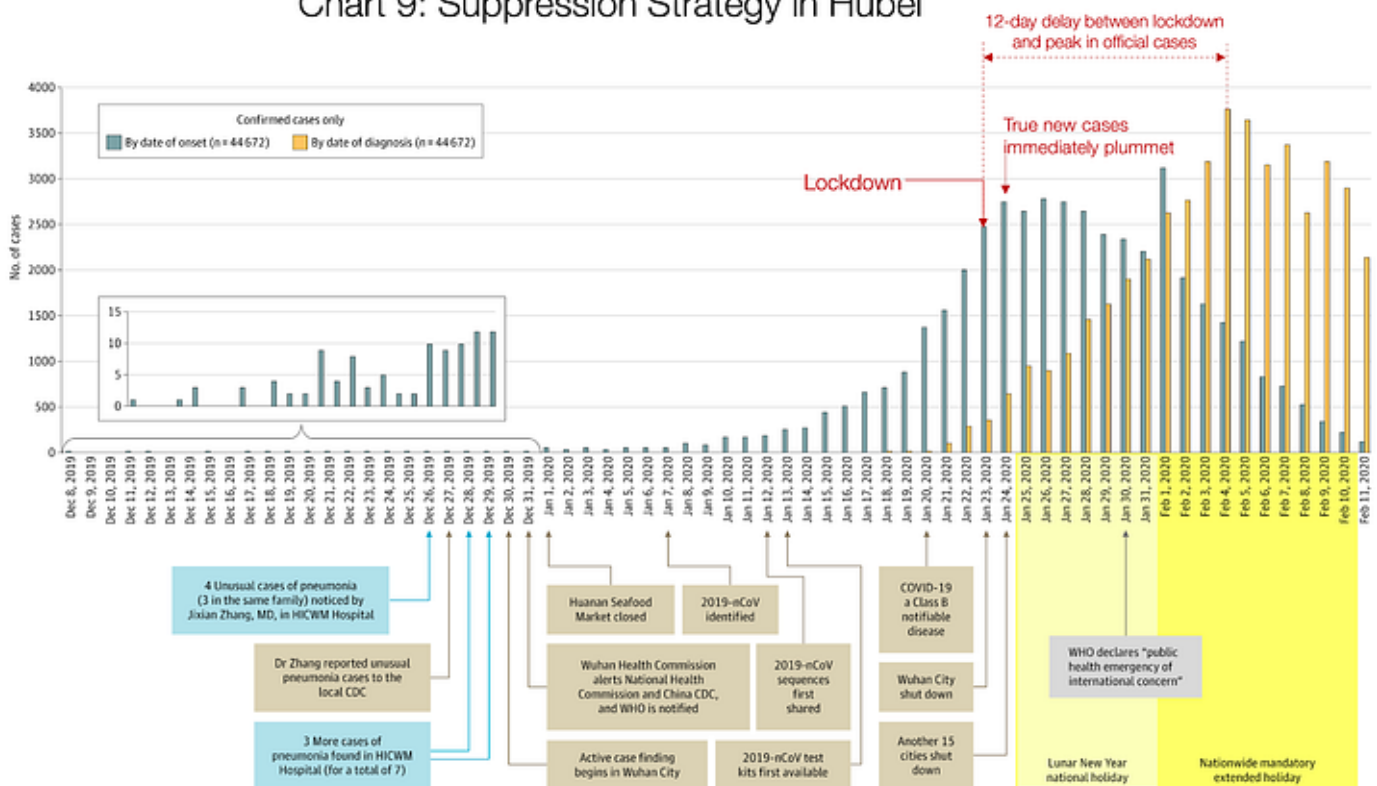 Chart 9: Suppression Strategy in Hubei
12-day delay between lockdown
and peak in official cases
True new cases
immediately plummet
Lockdown
No. of cases
4000
3500
3000
2500
2000
1500
1000
500
0
Confirmed cases only
By date of onset (n = 44 672)
By date of diagnosis (n = 44 672)
15
10
5
0
Dec 8, 2019
Dec 9, 2019
Dec 10, 2019
Dec 11, 2019
Dec 12, 2019
Dec 13, 2019
Dec 14, 2019
Dec 15, 2019
Dec 16, 2019
Dec 17, 2019
Dec 18, 2019
Dec 19, 2019
Dec 20, 2019
Dec 21, 2019
Dec 22, 2019
Dec 23, 2019
Dec 24, 2019
Dec 25, 2019
Dec 26, 2019
Dec 27, 2019
Dec 28, 2019
Dec 29, 2019
Dec 30, 2019
Dec 31, 2019
Jan 1, 2020
Jan 2, 2020
Jan 3, 2020
Jan 4, 2020
Jan 5, 2020
Jan 6, 2020
Jan 7, 2020
Jan 8, 2020
Jan 9, 2020
Jan 10, 2020
Jan 11, 2020
Jan 12, 2020
Jan 13, 2020
Jan 14, 2020
Jan 15, 2020
Jan 16, 2020
Jan 17, 2020
Jan 18, 2020
Jan 19, 2020
Jan 20, 2020
Jan 21, 2020
Jan 22, 2020
Jan 23, 2020
Jan 24, 2020
Jan 25, 2020
Jan 26, 2020
Jan 27, 2020
Jan 28, 2020
Jan 29, 2020
Jan 30, 2020
Jan 31, 2020
Feb 1, 2020
Feb 2, 2020
Feb 3, 2020
Feb 4, 2020
Feb 5, 2020
Feb 6, 2020
Feb 7, 2020
Feb 8, 2020
Feb 9, 2020
Feb 10, 2020
Feb 11, 2020
4 Unusual cases of pneumonia
(3 in the same family) noticed by
Jixian Zhang, MD, in HICWM Hospital
Dr Zhang reported unusual
pneumonia cases to the
local CDC
3 More cases of
pneumonia found in HICWM
Hospital (for a total of 7)
Huanan Seafood
Market closed
2019-nCoV
identified
Wuhan Health Commission
alerts National Health
Commission and China CDC,
and WHO is notified
2019-nCoV
sequences
first
shared
Active case finding
begins in Wuhan City
2019-nCoV test
kits first available
COVID-19
a Class B
notifiable
disease
Wuhan City
shut down
Another 15
cities shut
down
WHO declares "public
health emergency of
international concern"
Lunar New Year
national holiday
Nationwide mandatory
extended holiday